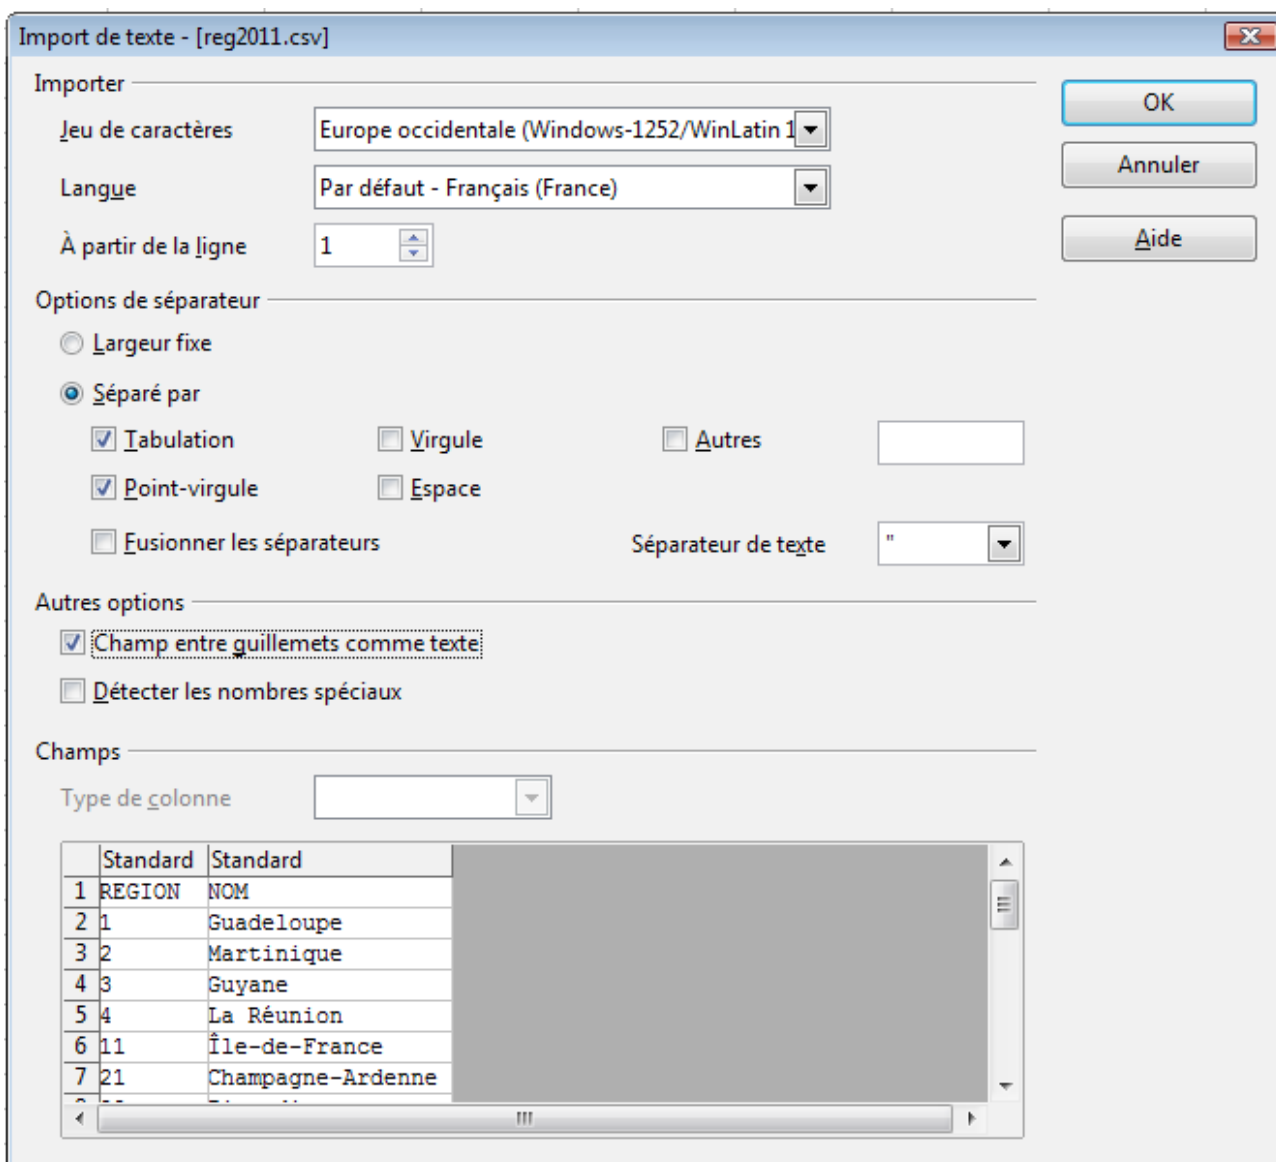 Import de texte - [reg2011.csv]
Importer
OK
Jeu de caractères Europe occidentale (Windows-1252/WinLatin 1
Annuler
Langue Par défaut - Français (France)
À partir de la ligne 1
Aide
Options de séparateur
Largeur fixe
Séparé par
Tabulation Virgule Autres
Point-virgule Espace
Fusionner les séparateurs Séparateur de texte "
Autres options
Champ entre guillemets comme texte
Détecter les nombres spéciaux
Champs
Type de colonne
Standard Standard
1 REGION NOM
2 1 Guadeloupe
3 2 Martinique
4 3 Guyane
5 4 La Réunion
6 11 Île-de-France
7 21 Champagne-Ardenne